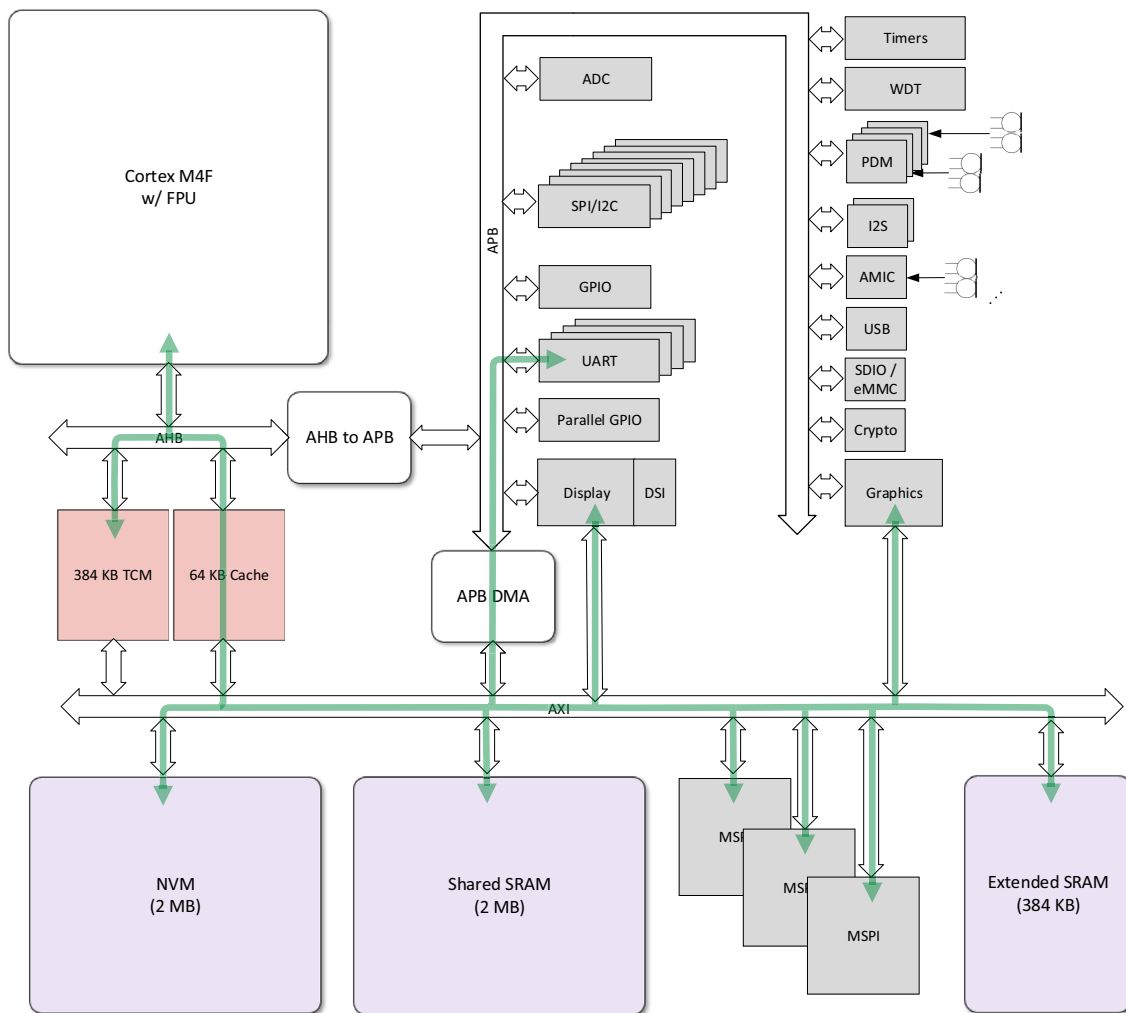 Cortex M4F
w/ FPU
ADC
SPI/I2C
APB
GPIO
UART
Parallel GPIO
Display
DSI
Timers
WDT
PDM
I2S
AMIC
...
USB
SDIO /
eMMC
Crypto
Graphics
AHB
AHB to APB
384 KB TCM
64 KB Cache
APB DMA
AXI
NVM
(2 MB)
Shared SRAM
(2 MB)
MSPI
MSPI
MSPI
Extended SRAM
(384 KB)